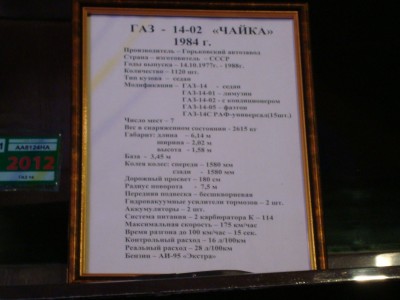 ГАЗ - 14-02 «ЧАЙКА»
1984 г.
Производитель – Горьковский автозавод
Страна – изготовитель – СССР
Годы выпуска – 14.10.1977г. - 1988г.
Количество – 1120 шт.
Тип кузова – седан
Модификации – ГАЗ-14 - седан
ГАЗ-14-01 – лимузин
ГАЗ-14-02 – с кондиционером
ГАЗ-14-05 – фаэтон
ГАЗ-14С РАФ-универсал(15шт.)
Число мест – 7
Вес в снаряженном состоянии – 2615 кг
Габарит: длина - 6,14 м
ширина - 2,02 м
высота - 1,58 м
База – 3,45 м
Колея колес: спереди – 1580 мм
сзади – 1580 мм
Дорожный просвет – 180 см
Радиус поворота - 7,5 м
Передняя подвеска – бесшкворневая
Гидровакуумные усилители тормозов – 2 шт.
Аккумуляторы – 2 шт.
Система питания – 2 карбюратора К – 114
Максимальная скорость – 175 км/час
Время разгона до 100 км/час – 15 сек.
Контрольный расход – 16 л/100км
Реальный расход – 28 л/100км
Бензин – АИ-95 «Экстра»
2012